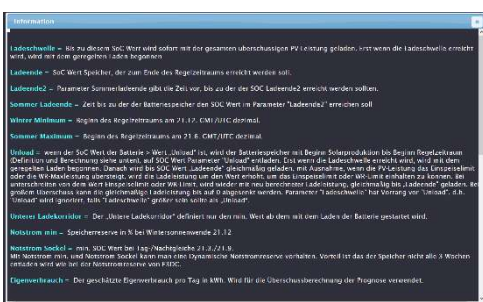 Information
Ladeschwelle – Bis zu diesem SoC Wert wird sofort mit der gesamten überschüssigen PV Leistung geladen. Erst wenn die Ladeschwelle erreicht
wird, wird mit dem geregelten Laden begonnen
Ladeende – SoC Wert Speicher, der zum Ende des Regelzeitraums erreicht werden soll.
Ladeende2 – Parameter Sommerladeende gibt die Zeit vor, bis zu der der SOC Ladeende2 erreicht werden sollten.
Sommer Ladeende – Zeit bis zu der der Batteriespeicher den SOC Wert im Parameter "Ladeende2" erreichen soll
Winter Minimum – Beginn des Regelzeitraums am 21.12. GMT/UTC dezimal.
Sommer Maximum – Beginn des Regelzeitraums am 21.6. GMT/UTC dezimal.
Unload – wenn der SoC Wert der Batterie > Wert „Unload" ist, wird der Batteriespeicher mit Beginn Solarproduktion bis Beginn Regelzeitraum
(Definition und Berechnung siehe unten), auf SOC Wert Parameter "Unload" entladen. Erst wenn die Ladeschwelle erreicht wird, wird mit dem
geregelten Laden begonnen. Danach wird bis SOC Wert „Ladeende" gleichmäßig geladen, mit Ausnahme, wenn die PV-Leistung das Einspeiselimit
oder die WR-Maxleistung übersteigt, wird die Ladeleistung um den Wert erhöht, um das Einspeiselimit oder WR-Limit einhalten zu können. Bei
unterschreiten von dem Wert Einspeiselimit oder WR-Limit, wird wieder mit neu berechneter Ladeleistung, gleichmäßig bis „Ladeende" geladen. Bei
großem Überschuss kann die gleichmäßige Ladeleistung bis auf abgesenkt werden. Parameter "Ladeschwelle" hat Vorrang vor "Unload", d.h.
"Unload" wird ignoriert, falls "Ladeschwelle" größer sein sollte als „Unload".
Unterer Ladekorridor – Der „Untere Ladekorridor" definiert nur den min. Wert ab dem mit dem Laden der Batterie gestartet wird.
Notstrom min – Speicherreserve in % bei Wintersonnenwende 21.12
Notstrom Sockel – min. SOC Wert bei Tag-/Nachtgleiche 21.3./21.9.
Mit Notstrom min. und Notstrom Sockel kann man eine Dynamische Notstromreserve vorhalten. Vorteil ist das der Speicher nicht alle 3 Wochen
entladen wird wie bei der Notstromreserve von E3DC.
Eigenverbrauch – Der geschätzte Eigenverbrauch pro Tag in kWh. Wird für die Überschussberechnung der Prognose verwendet.